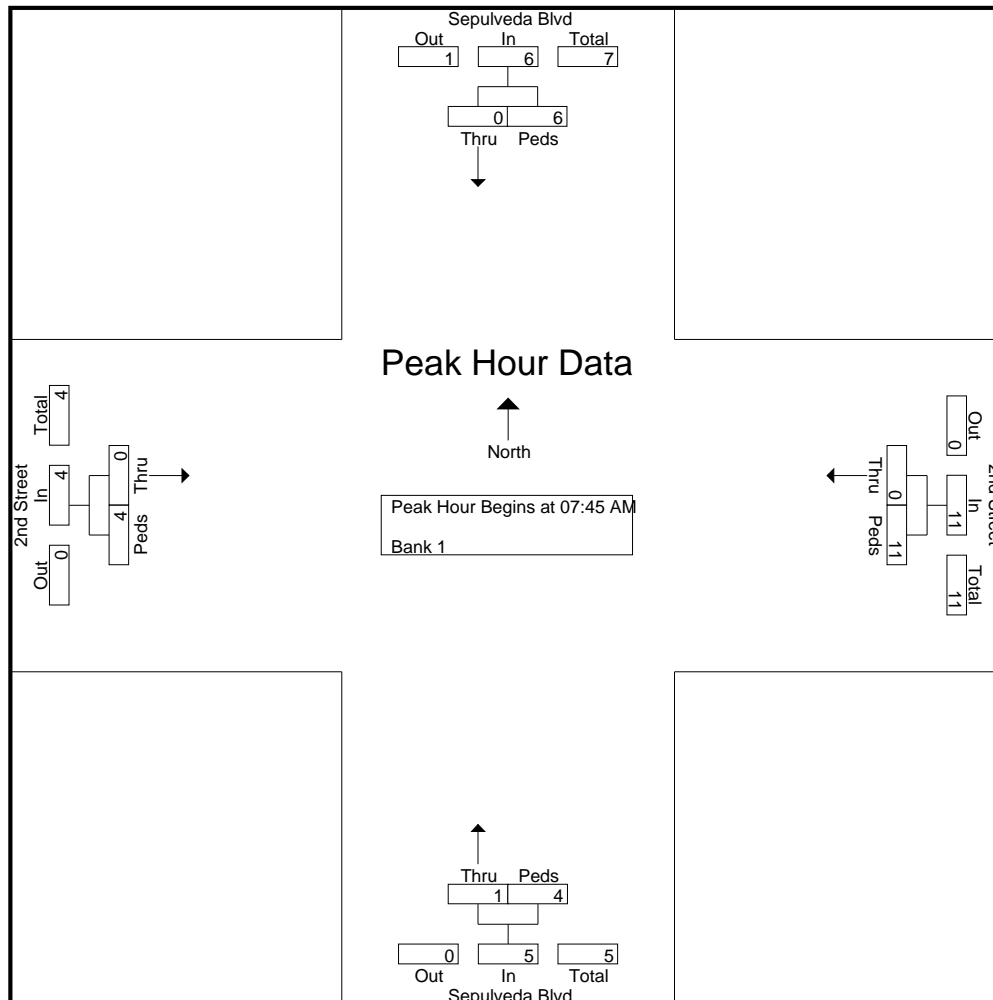 Sepulveda Blvd
Out In Total
1 6 7
0 6
Thru Peds
Peak Hour Data
North
Peak Hour Begins at 07:45 AM
Bank 1
2nd Street
Total In Out
4 4 0
0 4
Thru Peds
2nd Street
Out In Total
0 11 11
0 11
Thru Peds
Thru Peds
1 4
0 5 5
Out In Total
Sepulveda Blvd